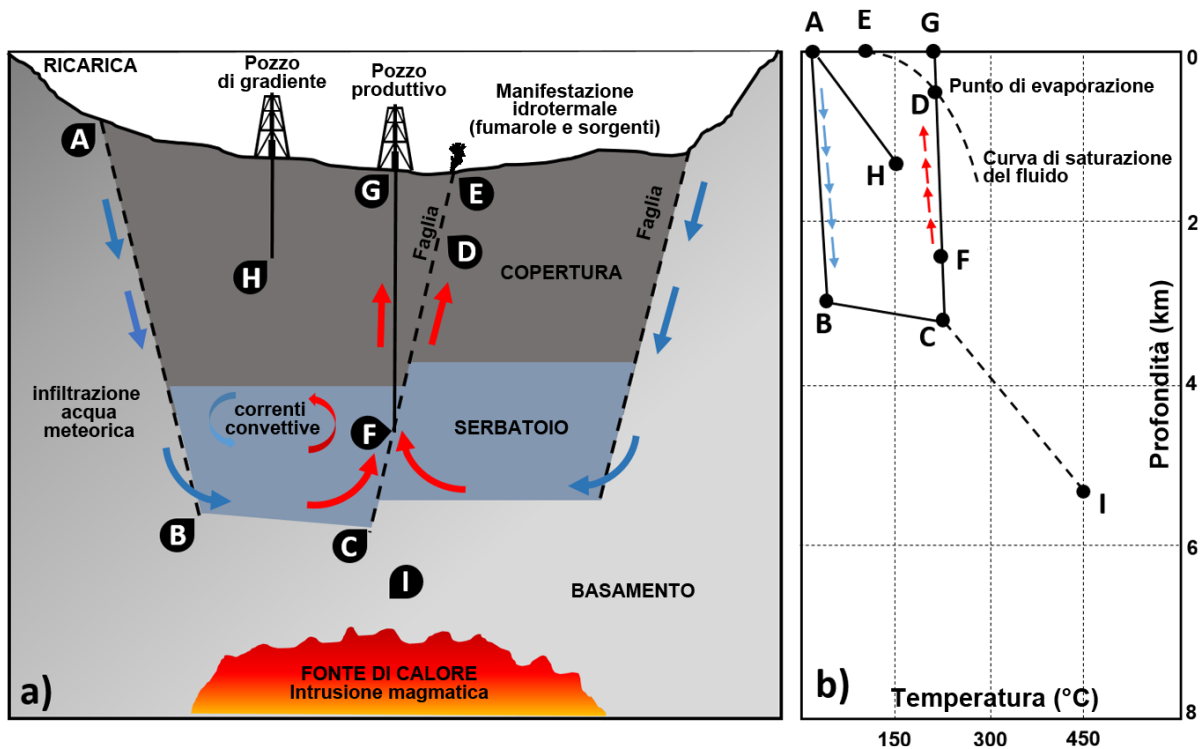 RICARICA
Pozzo
di gradiente
Pozzo
produttivo
Manifestazione
idrotermale
(fumarole e sorgenti)
A
G
E
Faglia
Faglia
D
H
COPERTURA
infiltrazione
acqua
meteorica
correnti
convettive
F
SERBATOIO
B
C
I
BASAMENTO
FONTE DI CALORE
Intrusione magmatica
a)
A
E
G
0
D
Punto di evaporazione
H
Curva di saturazione
del fluido
2
F
B
C
Profondità (km)
4
I
6
b)
Temperatura (°C)
8
150
300
450